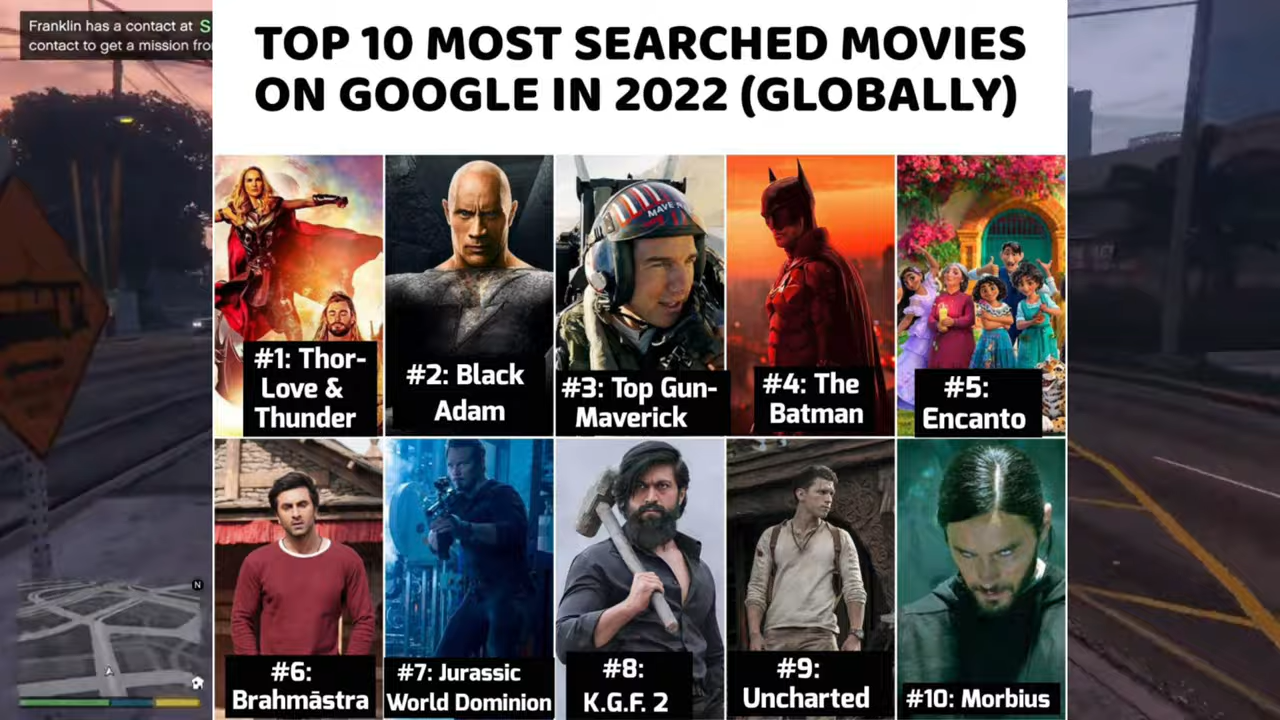 Franklin has a contact at S
contact to get a mission fro
TOP 10 MOST SEARCHED MOVIES
ON GOOGLE IN 2022 (GLOBALLY)
#1: Thor-
Love &
Thunder
#2: Black
Adam
#3: Top Gun-
Maverick
#4: The
Batman
#5:
Encanto
#6:
Brahmāstra
#7: Jurassic
World Dominion
#8:
K.G.F. 2
#9:
Uncharted
#10: Morbius
N